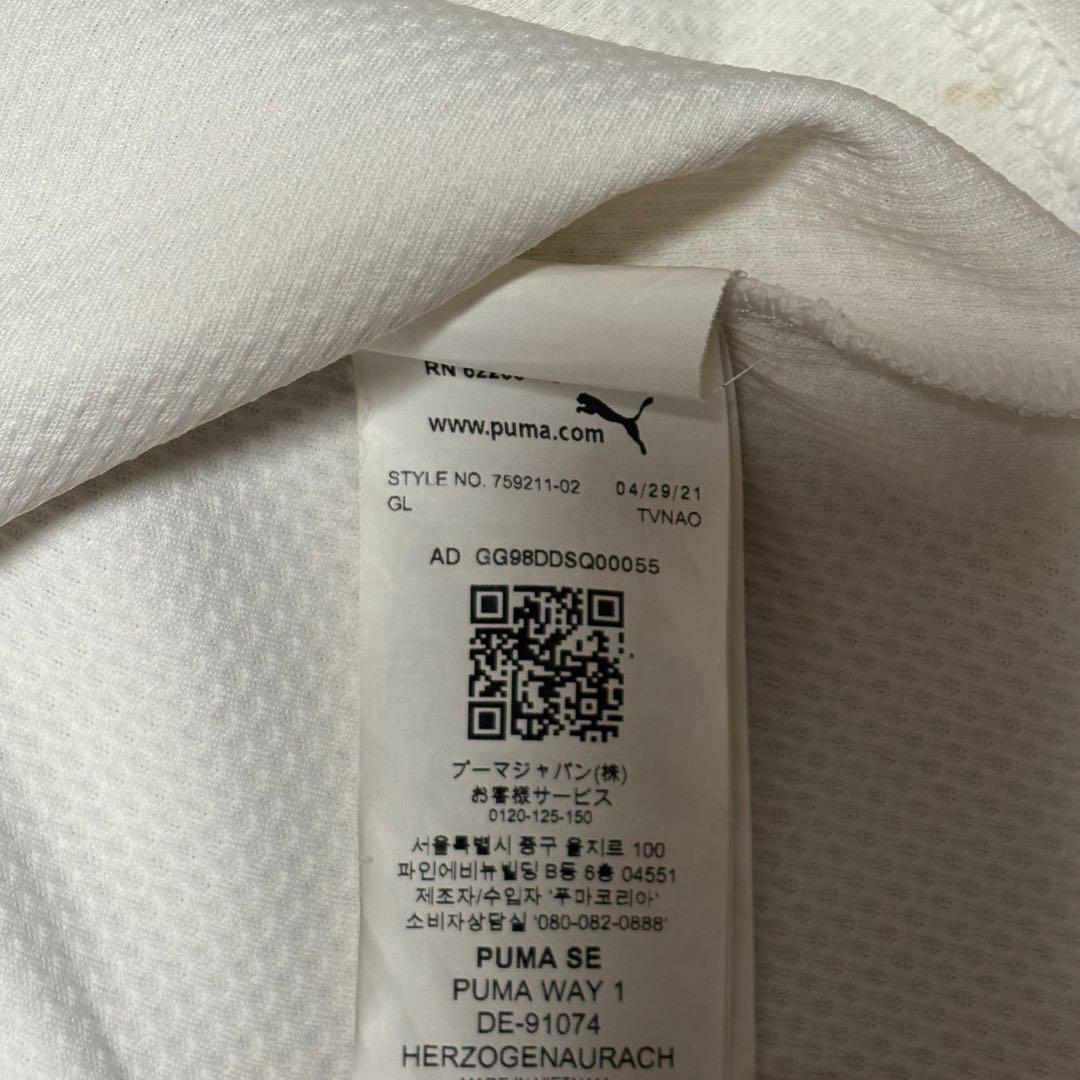 RN
www.puma.com
STYLE NO. 759211-02 04/29/21
GL TVNAO
AD GG98DDSQ00055
プーマジャパン(株)
お客様サービス
0120-125-150
서울특별시 중구 을지로 100
파인에비뉴빌딩 B동 6층 04551
제조자/수입자 '푸마코리아'
소비자상담실 '080-082-0888'
PUMA SE
PUMA WAY 1
DE-91074
HERZOGENAURACH
MADE IN VIETNAM